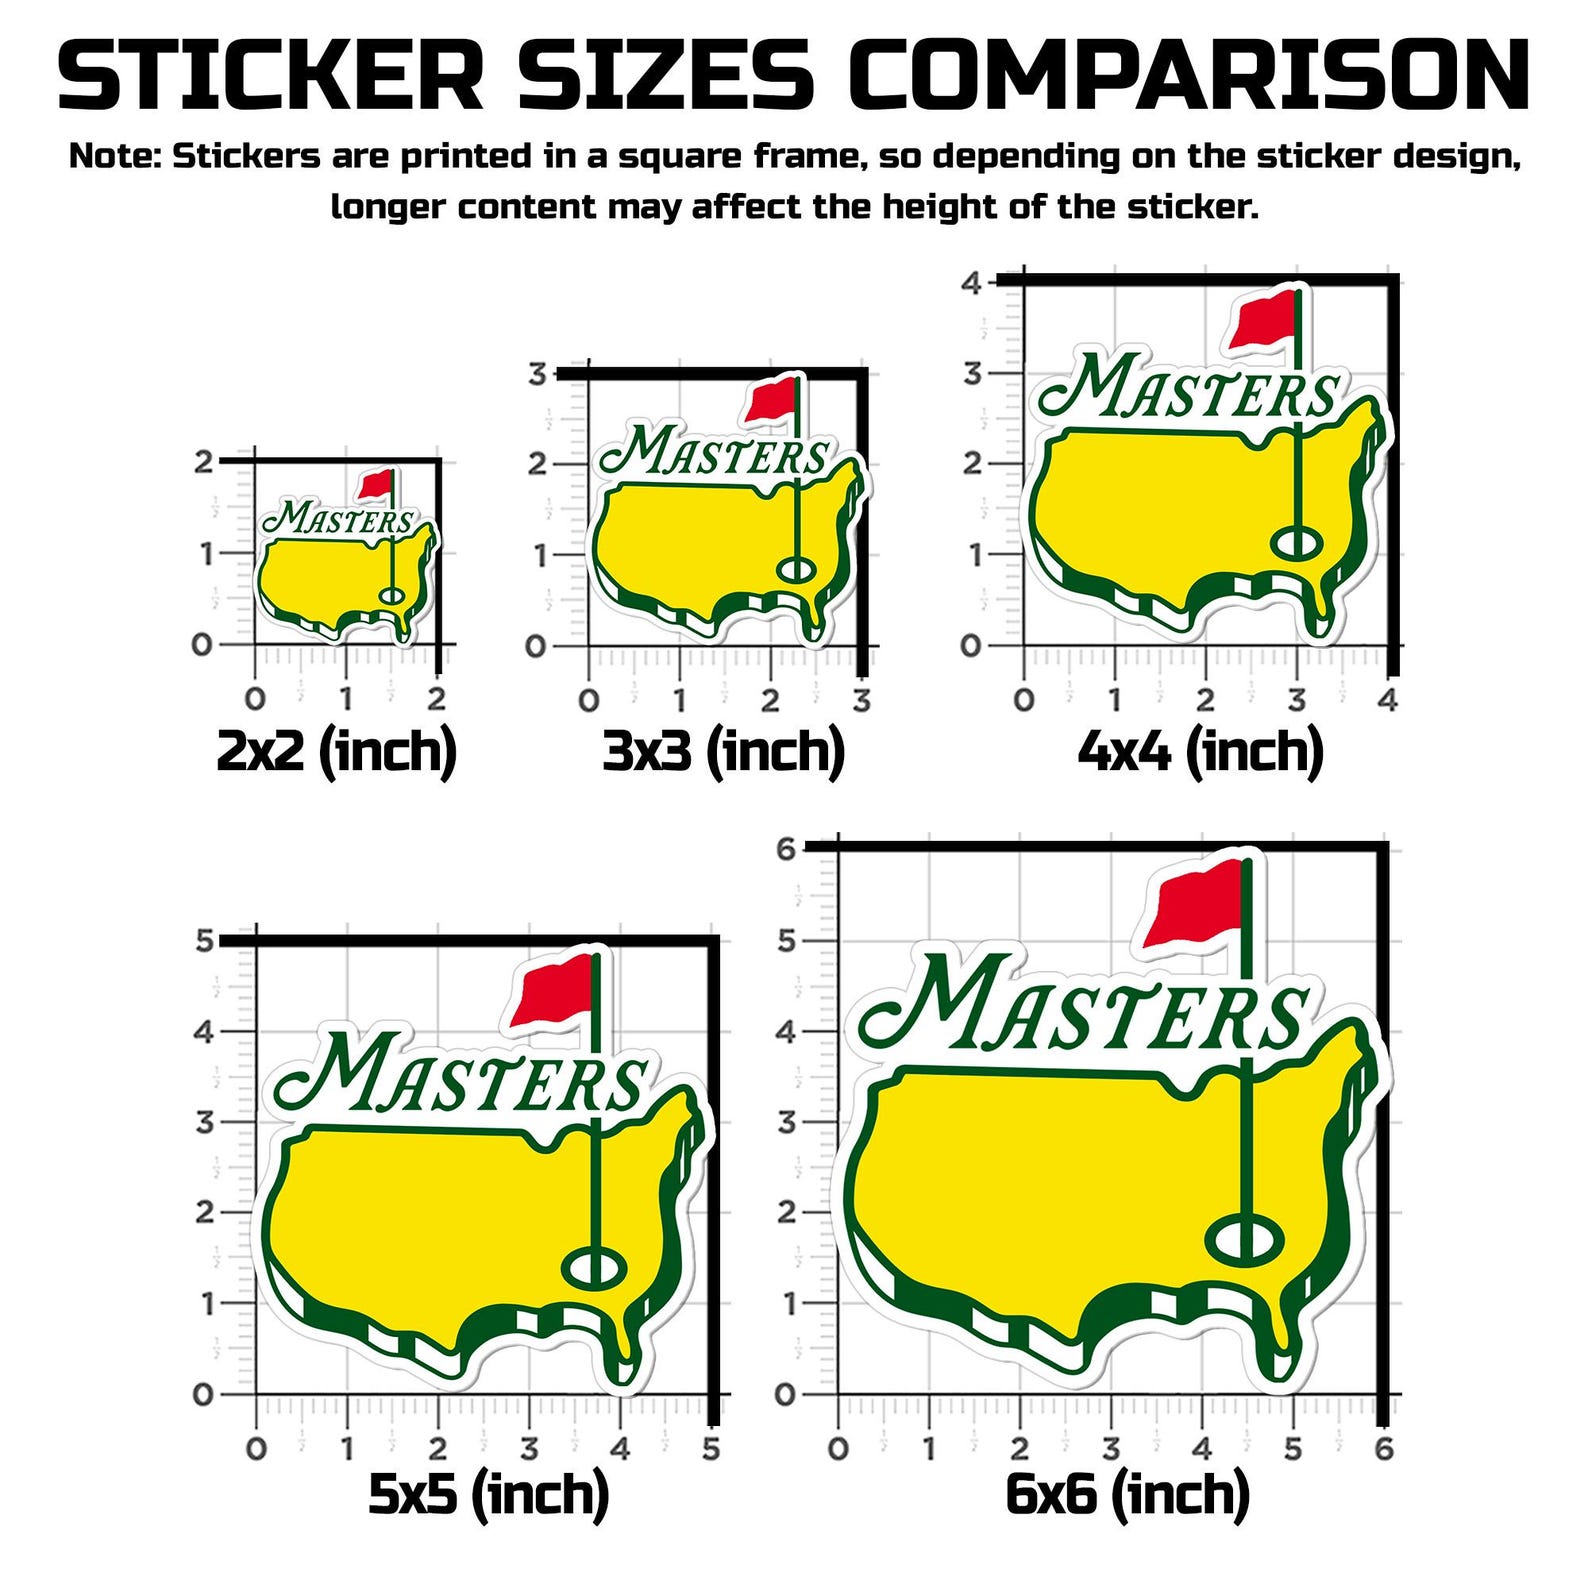 STICKER SIZES COMPARISON
Note: Stickers are printed in a square frame, so depending on the sticker design,
longer content may affect the height of the sticker.
2
1
0
MASTERS
0 1 2
2x2 (inch)
3
2
1
0
MASTERS
0 1 2 3
3x3 (inch)
4
3
2
1
0
MASTERS
0 1 2 3 4
4x4 (inch)
5
4
3
2
1
0
MASTERS
0 1 2 3 4 5
5x5 (inch)
6
5
4
3
2
1
0
MASTERS
0 1 2 3 4 5 6
6x6 (inch)